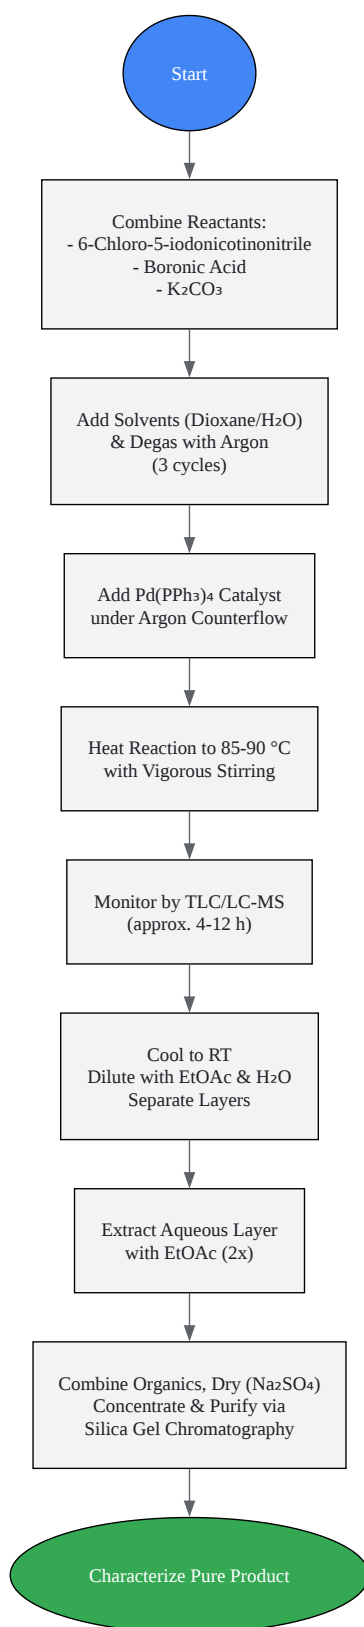 Start
Combine Reactants:
- 6-Chloro-5-iodonicotinonitrile
- Boronic Acid
- K₂CO₃
Add Solvents (Dioxane/H₂O)
& Degas with Argon
(3 cycles)
Add Pd(PPh₃)₄ Catalyst
under Argon Counterflow
Heat Reaction to 85-90 °C
with Vigorous Stirring
Monitor by TLC/LC-MS
(approx. 4-12 h)
Cool to RT
Dilute with EtOAc & H₂O
Separate Layers
Extract Aqueous Layer
with EtOAc (2x)
Combine Organics, Dry (Na₂SO₄)
Concentrate & Purify via
Silica Gel Chromatography
Characterize Pure Product